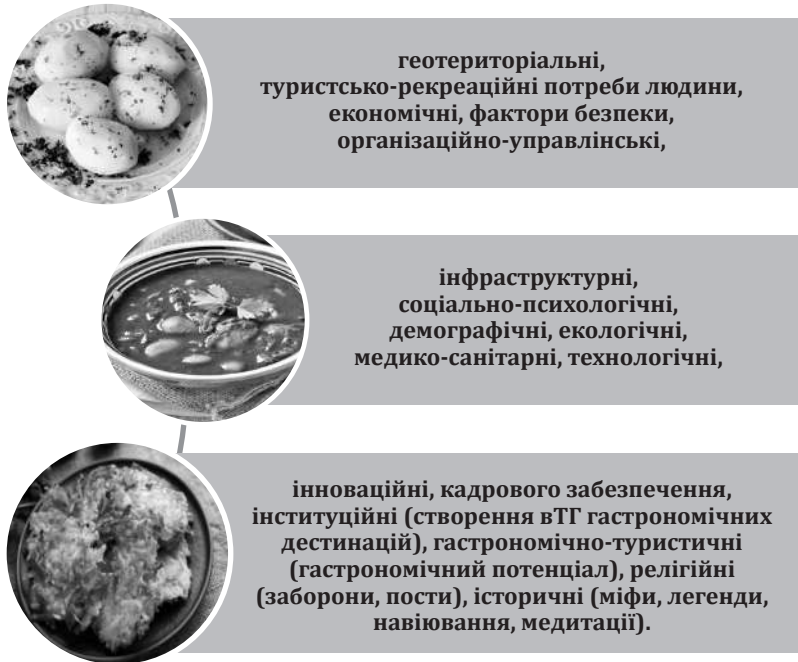 геотериторіальні,
туристсько-рекреаційні потреби людини,
економічні, фактори безпеки,
організаційно-управлінські,
інфраструктурні,
соціально-психологічні,
демографічні, екологічні,
медико-санітарні, технологічні,
інноваційні, кадрового забезпечення,
інституційні (створення вТГ гастрономічних
дестинацій), гастрономічно-туристичні
(гастрономічний потенціал), релігійні
(заборони, пости), історичні (міфи, легенди,
навіювання, медитації).